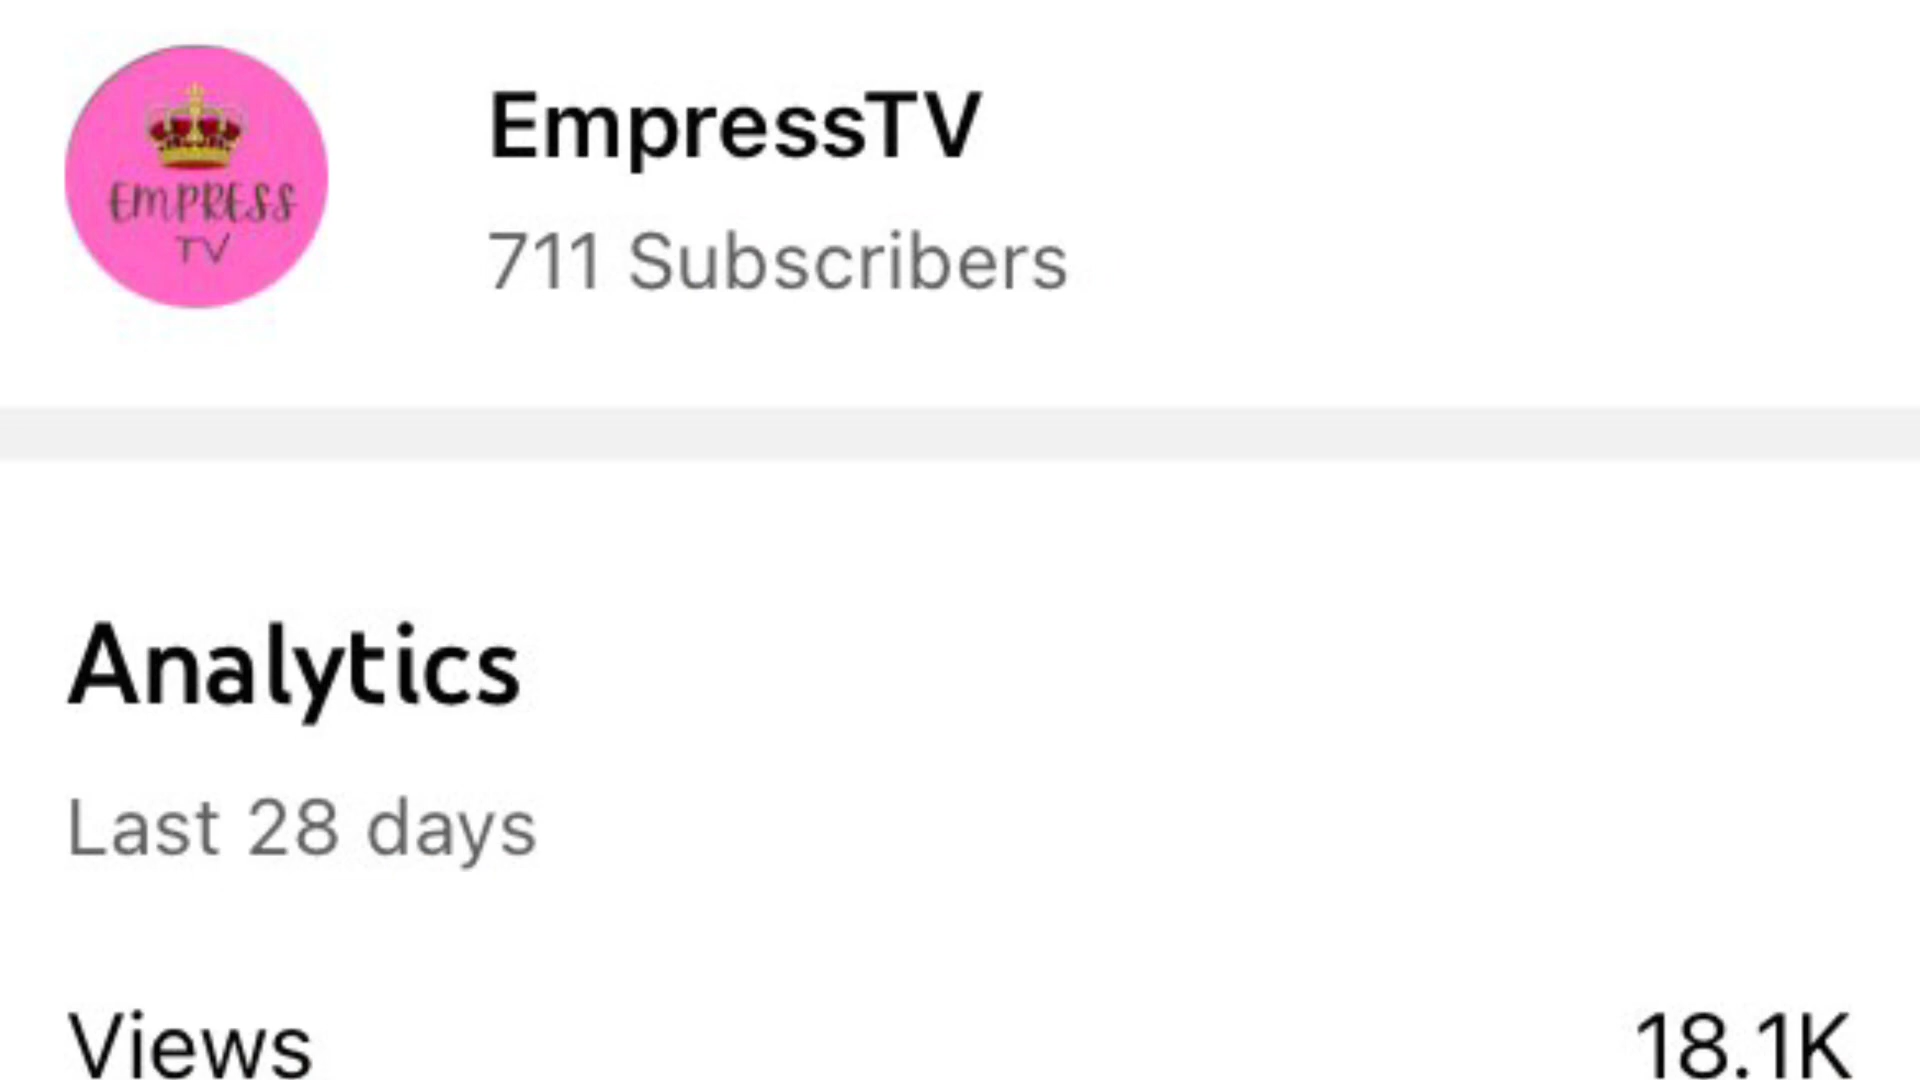 EMPRESS
TV
EmpressTV
711 Subscribers
Analytics
Last 28 days
Views 18.1K